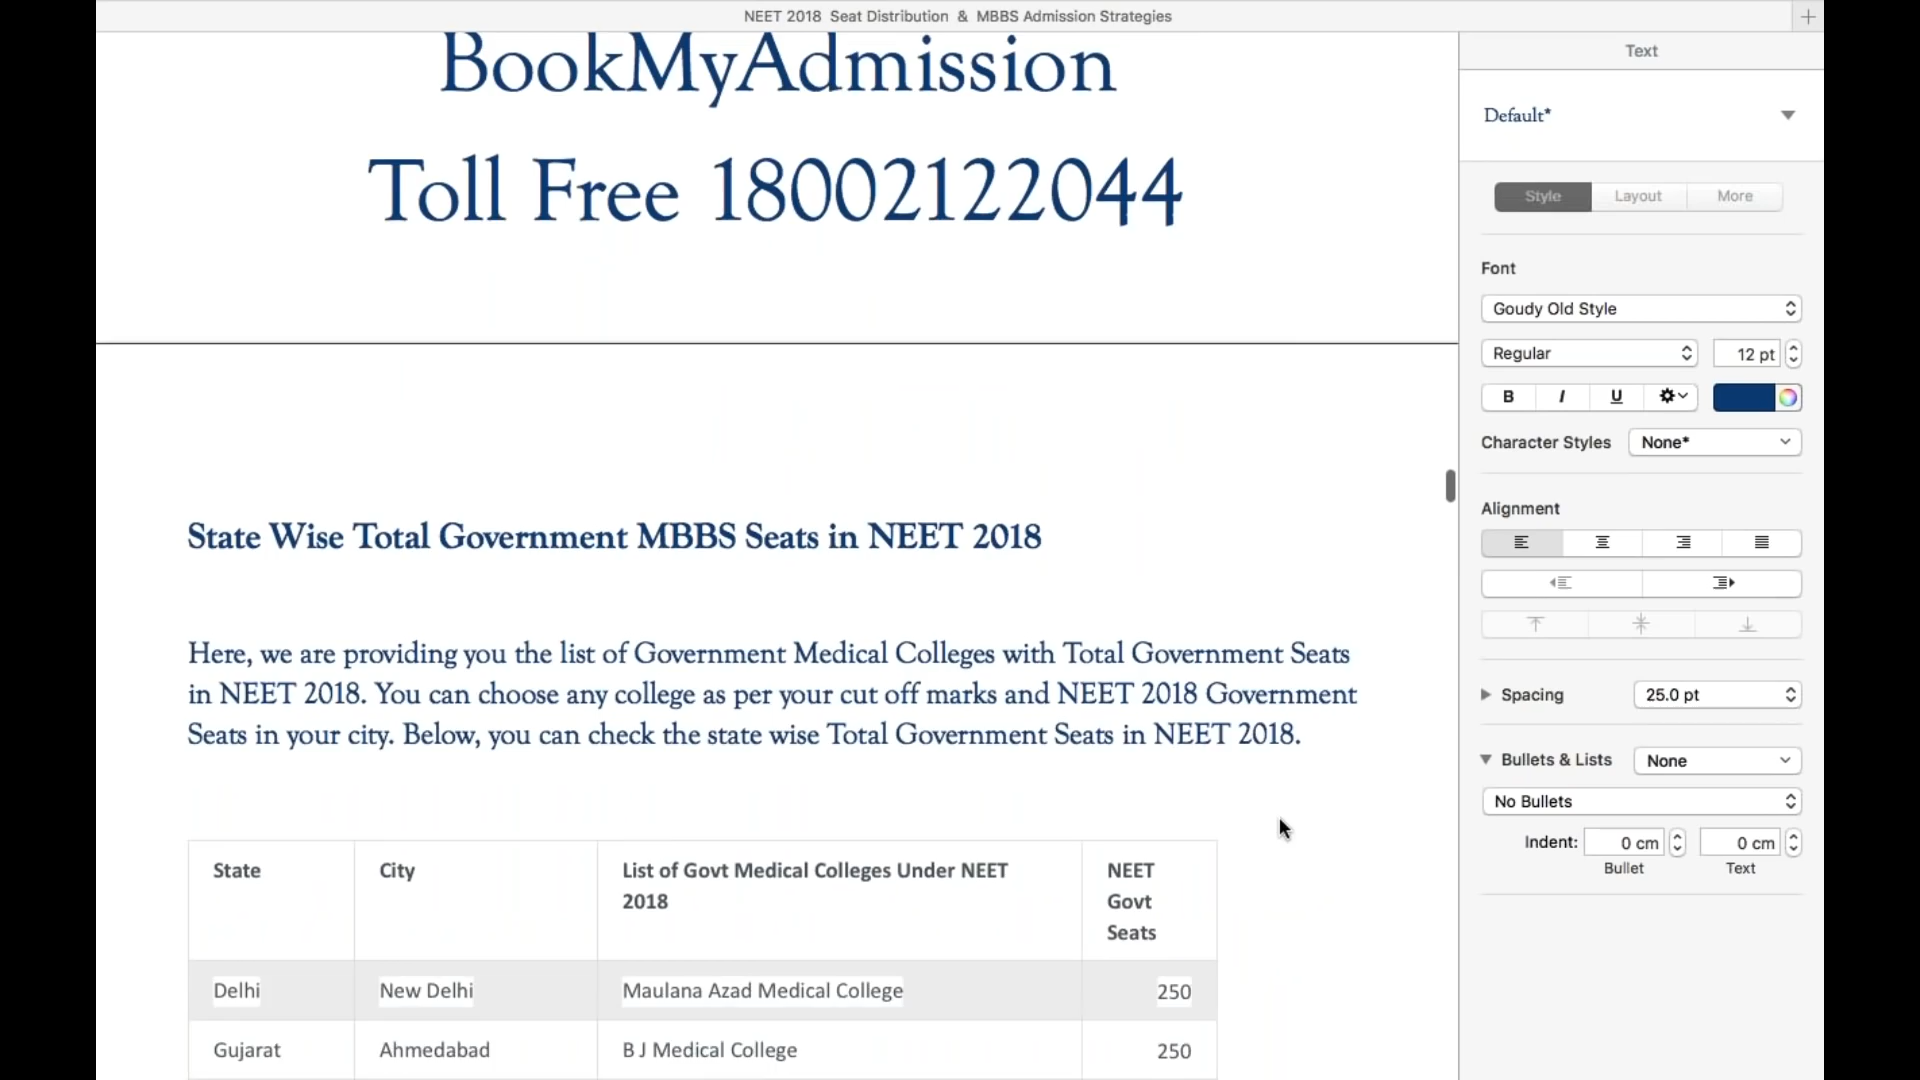 NEET 2018 Seat Distribution & MBBS Admission Strategies
BookMyAdmission
Toll Free 18002122044
State Wise Total Government MBBS Seats in NEET 2018
Here, we are providing you the list of Government Medical Colleges with Total Government Seats
in NEET 2018. You can choose any college as per your cut off marks and NEET 2018 Government
Seats in your city. Below, you can check the state wise Total Government Seats in NEET 2018.
State City List of Govt Medical Colleges Under NEET 2018 NEET Govt Seats
Delhi New Delhi Maulana Azad Medical College 250
Gujarat Ahmedabad B J Medical College 250
Text
Default*
Style Layout More
Font
Goudy Old Style
Regular 12 pt
B I U
Character Styles None*
Alignment
Spacing 25.0 pt
Bullets & Lists None
No Bullets
Indent: 0 cm 0 cm
Bullet Text